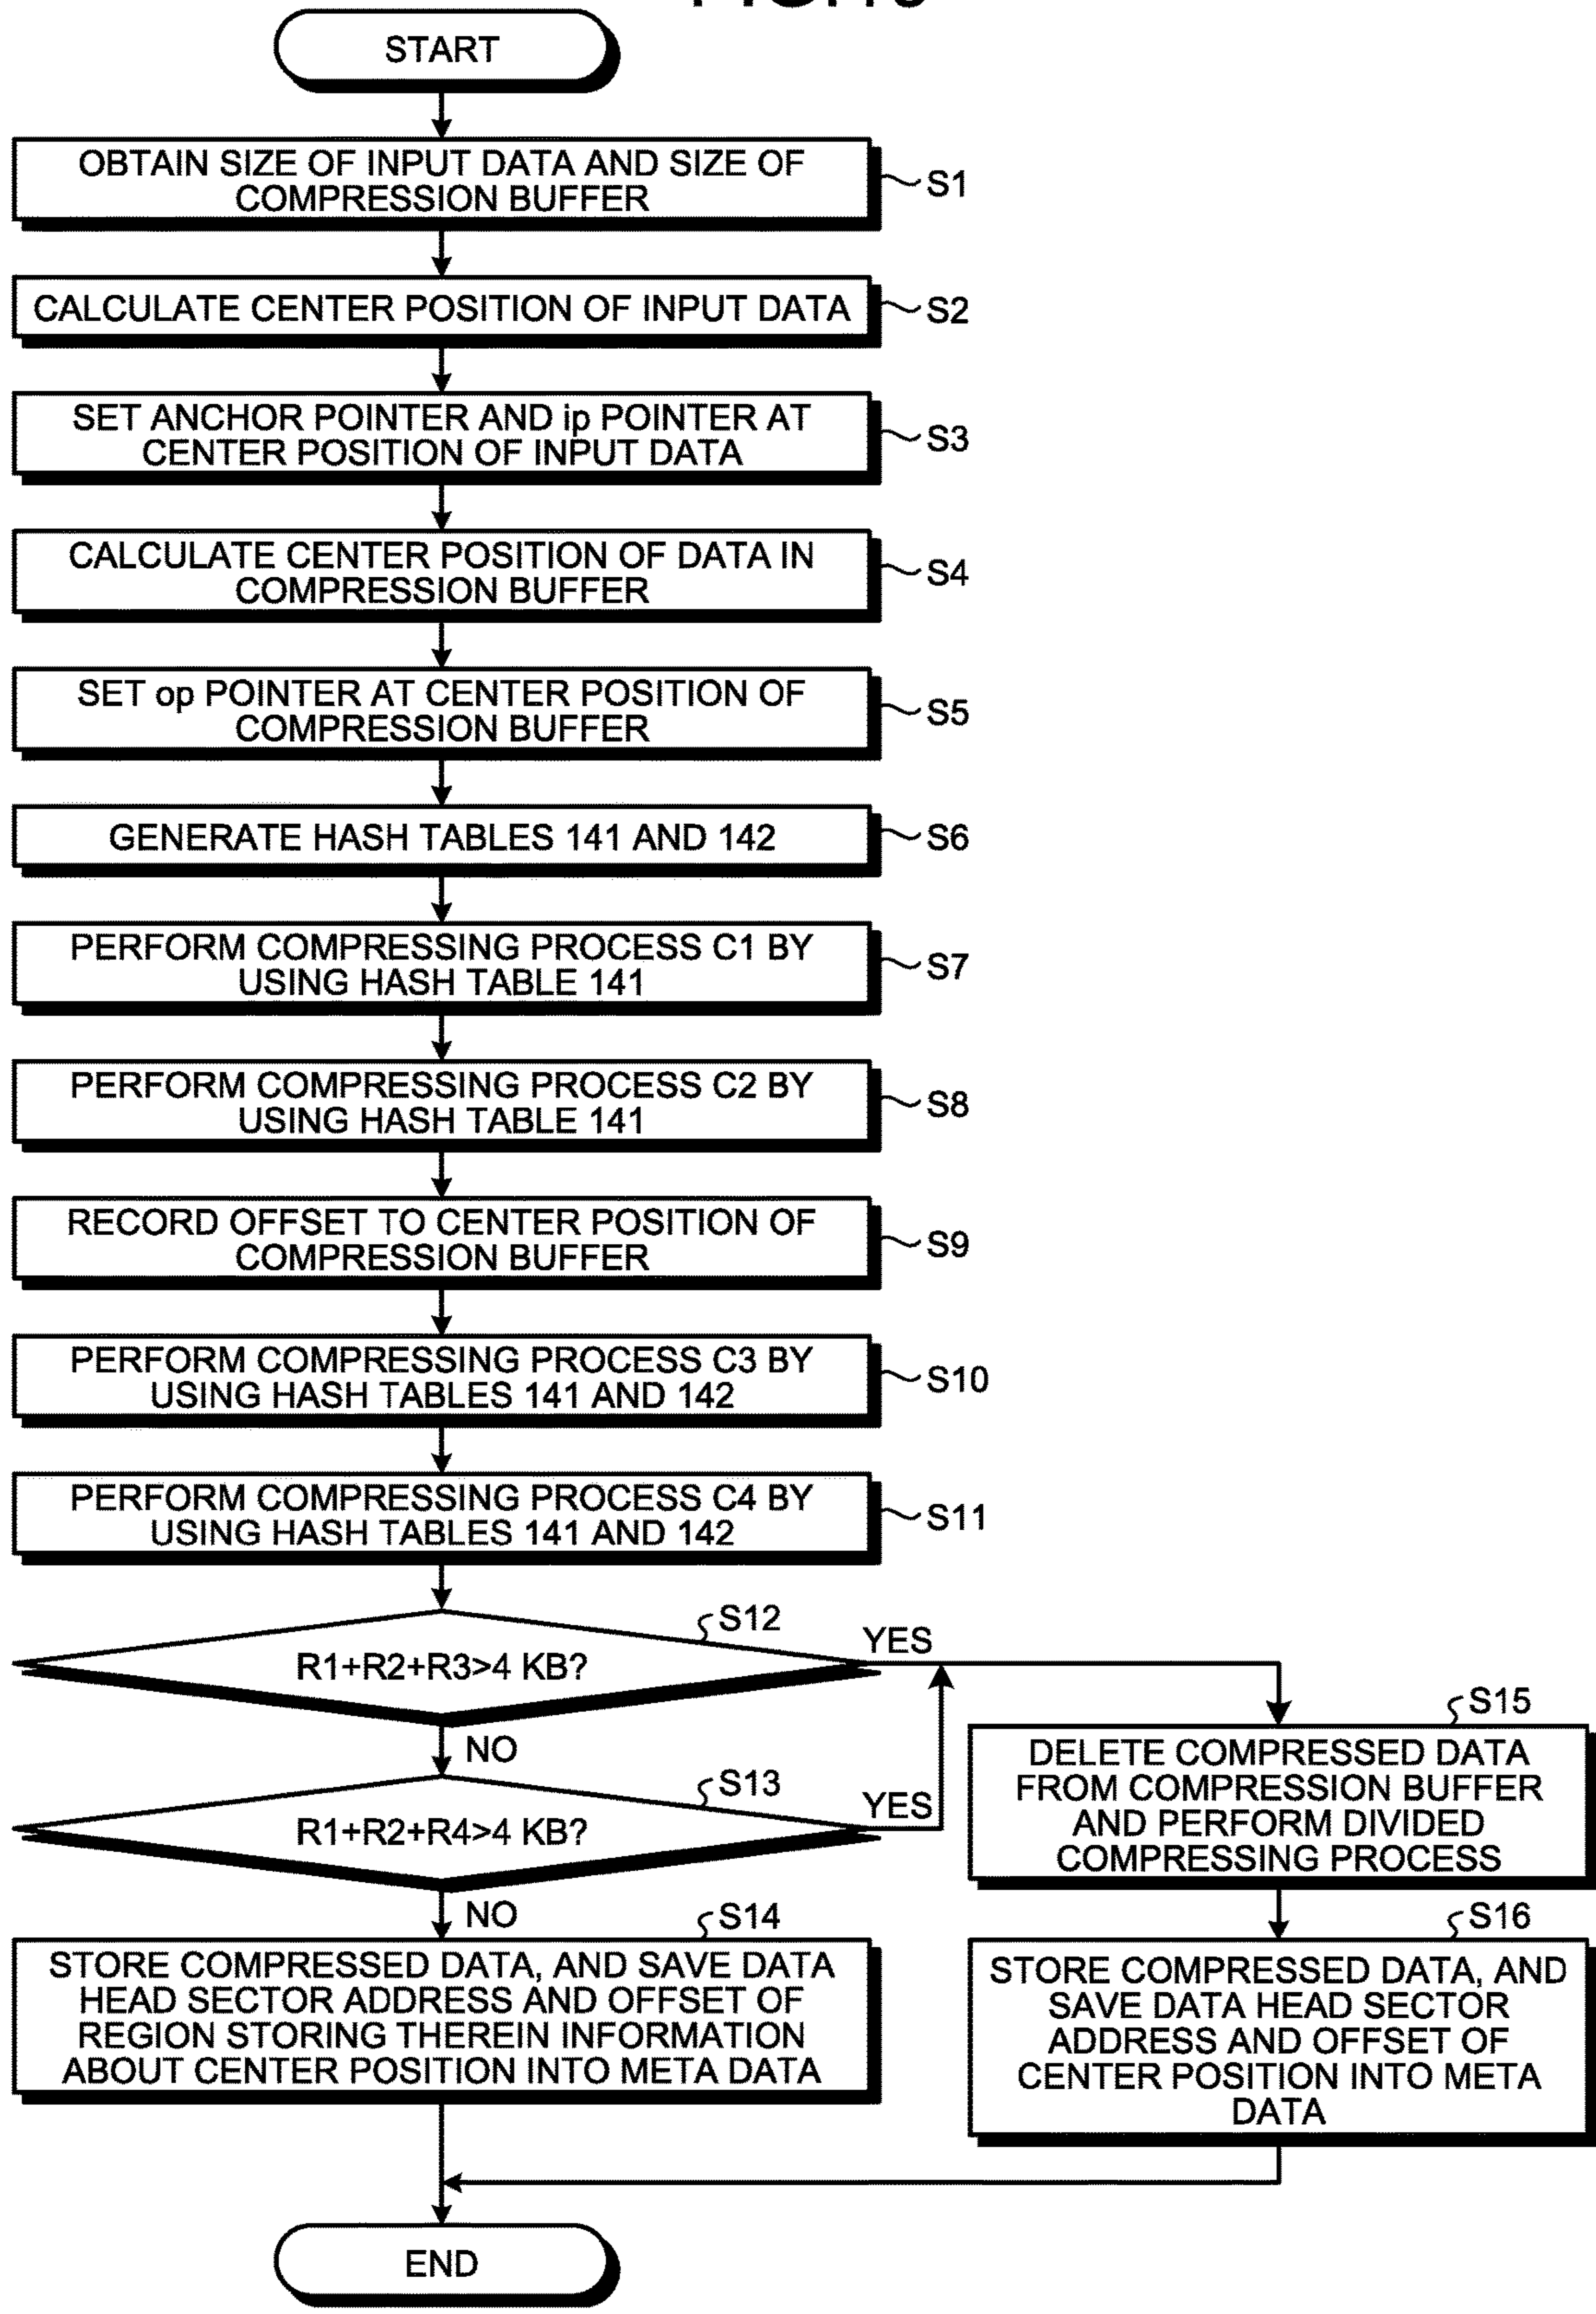 START
OBTAIN SIZE OF INPUT DATA AND SIZE OF
COMPRESSION BUFFER
S1
CALCULATE CENTER POSITION OF INPUT DATA
S2
SET ANCHOR POINTER AND ip POINTER AT
CENTER POSITION OF INPUT DATA
S3
CALCULATE CENTER POSITION OF DATA IN
COMPRESSION BUFFER
S4
SET op POINTER AT CENTER POSITION OF
COMPRESSION BUFFER
S5
GENERATE HASH TABLES 141 AND 142
S6
PERFORM COMPRESSING PROCESS C1 BY
USING HASH TABLE 141
S7
PERFORM COMPRESSING PROCESS C2 BY
USING HASH TABLE 141
S8
RECORD OFFSET TO CENTER POSITION OF
COMPRESSION BUFFER
S9
PERFORM COMPRESSING PROCESS C3 BY
USING HASH TABLES 141 AND 142
S10
PERFORM COMPRESSING PROCESS C4 BY
USING HASH TABLES 141 AND 142
S11
S12
R1+R2+R3>4 KB?
YES
NO
S13
R1+R2+R4>4 KB?
YES
NO
S14
STORE COMPRESSED DATA, AND SAVE DATA
HEAD SECTOR ADDRESS AND OFFSET OF
REGION STORING THEREIN INFORMATION
ABOUT CENTER POSITION INTO META DATA
S15
DELETE COMPRESSED DATA
FROM COMPRESSION BUFFER
AND PERFORM DIVIDED
COMPRESSING PROCESS
S16
STORE COMPRESSED DATA, AND
SAVE DATA HEAD SECTOR
ADDRESS AND OFFSET OF
CENTER POSITION INTO META
DATA
END